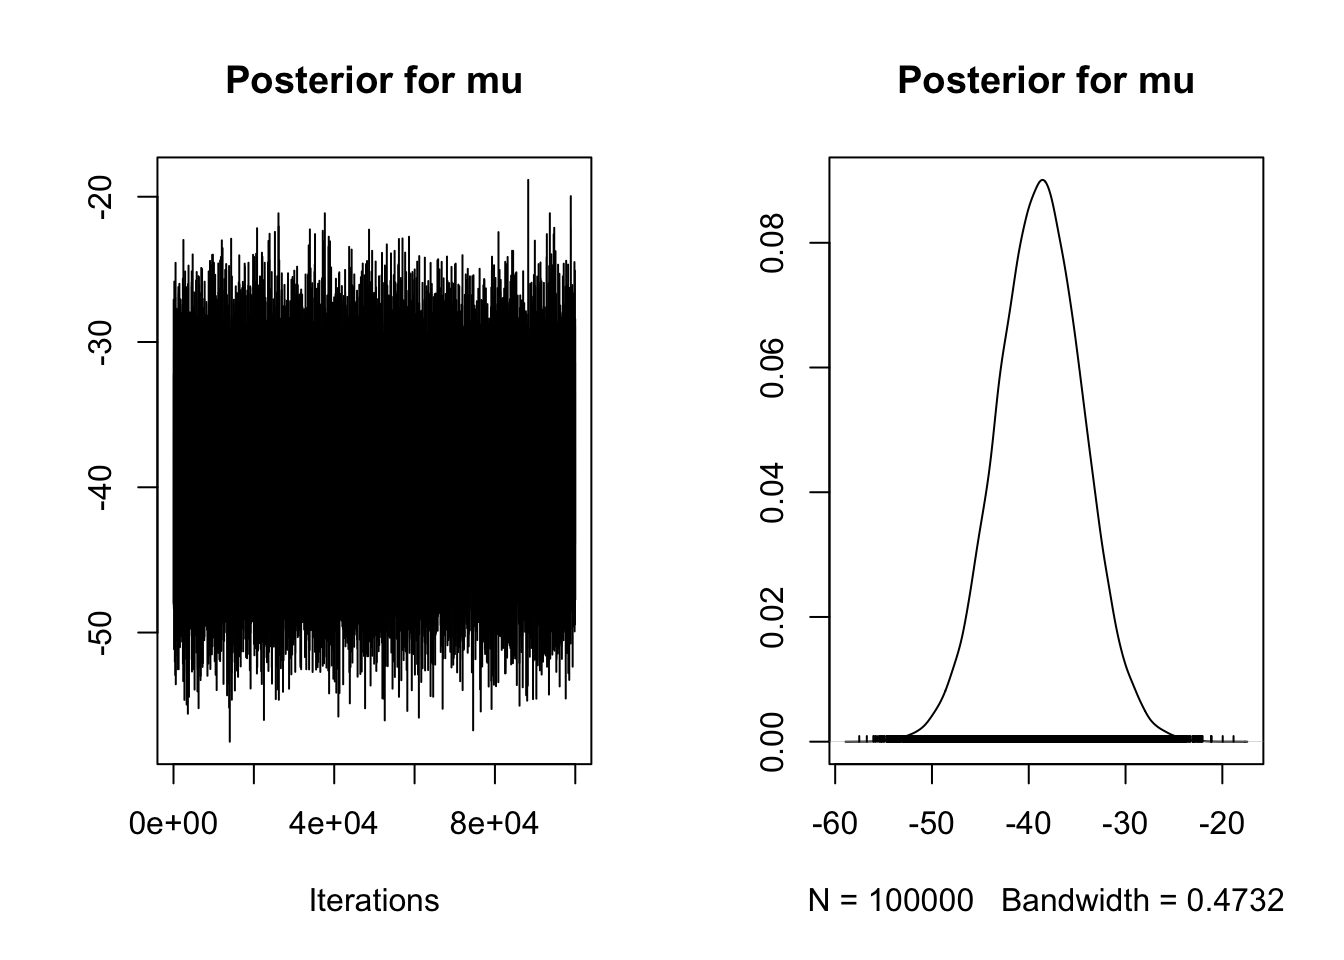 Posterior for mu
-20
-30
-40
-50
0e+00 4e+04 8e+04
Iterations
Posterior for mu
0.08
0.06
0.04
0.02
0.00
-60 -50 -40 -30 -20
N = 100000 Bandwidth = 0.4732